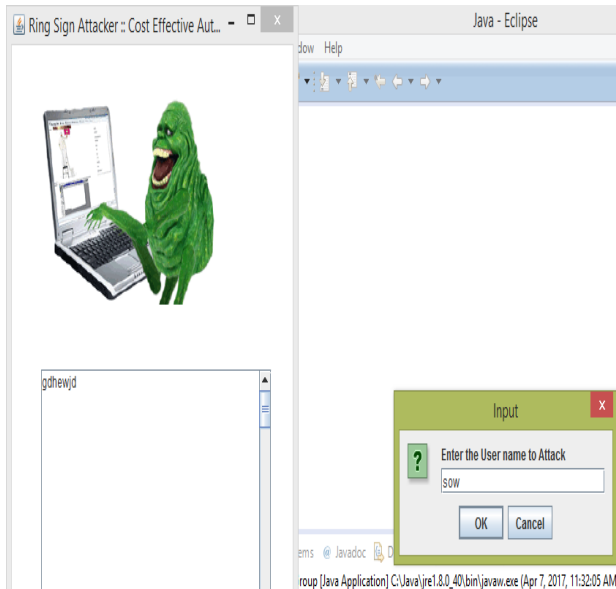 Ring Sign Attacker :: Cost Effective Aut...
gdhewjd
Java - Eclipse
dow Help
Input
Enter the User name to Attack
sow
OK Cancel
ems @ Javadoc D
roup [Java Application] C:\Java\jre1.8.0_40\bin\javaw.exe (Apr 7, 2017, 11:32:05 AM